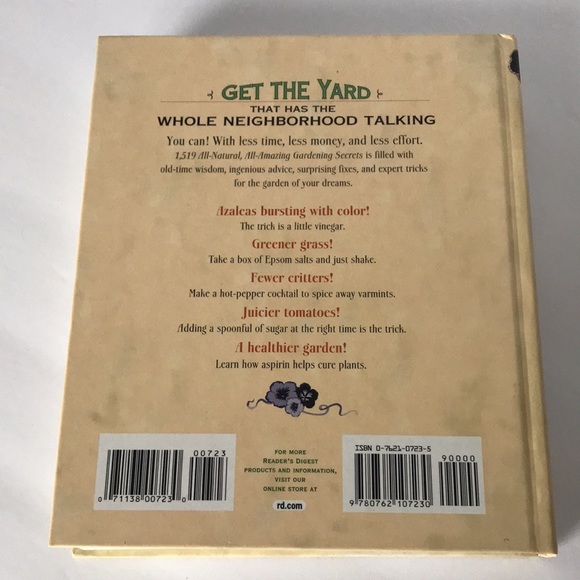 GET THE YARD
THAT HAS THE
WHOLE NEIGHBORHOOD TALKING
You can! With less time, less money, and less effort.
1,519 All-Natural, All-Amazing Gardening Secrets is filled with
old-time wisdom, ingenious advice, surprising fixes, and expert tricks
for the garden of your dreams.
Azaleas bursting with color!
The trick is a little vinegar.
Greener grass!
Take a box of Epsom salts and just shake.
Fewer critters!
Make a hot-pepper cocktail to spice away varmints.
Juicier tomatoes!
Adding a spoonful of sugar at the right time is the trick.
A healthier garden!
Learn how aspirin helps cure plants.
00723
0 71138 00723 0
FOR MORE
READER'S DIGEST
PRODUCTS AND INFORMATION,
VISIT OUR
ONLINE STORE AT
rd.com
ISBN 0-7621-0723-5
90000
9 780762 107230